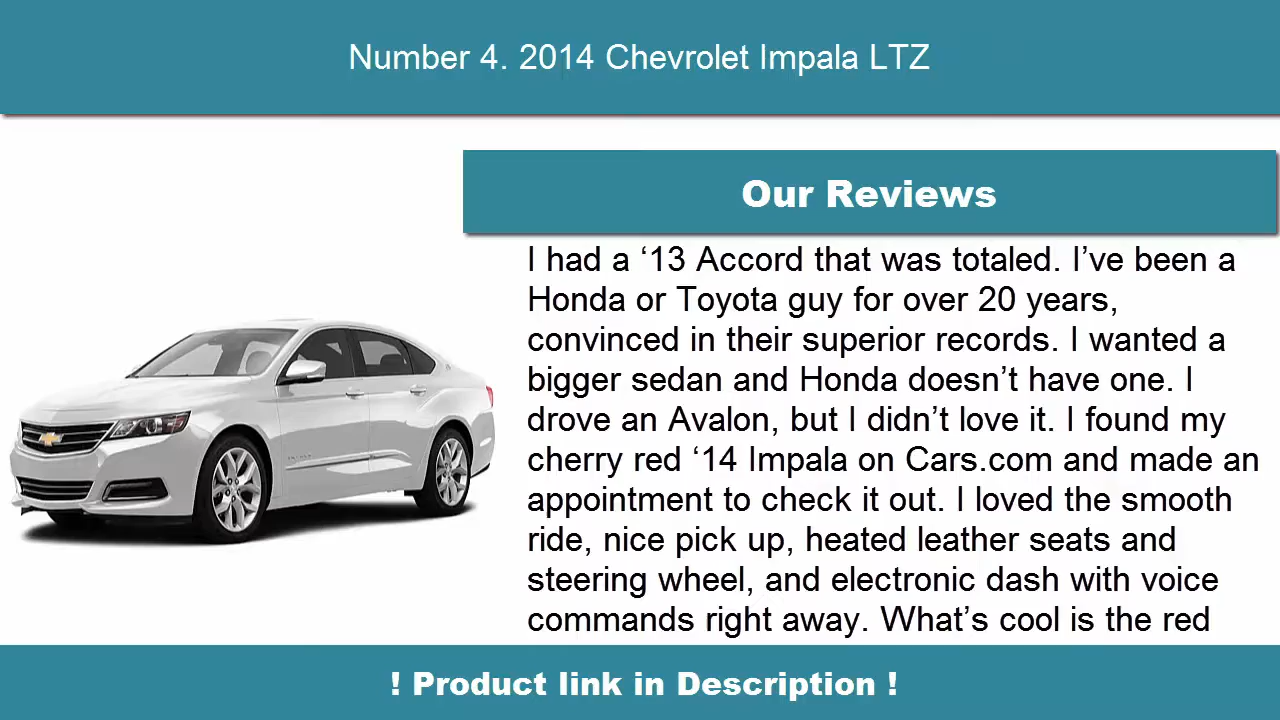 Number 4. 2014 Chevrolet Impala LTZ
Our Reviews
I had a ‘13 Accord that was totaled. I’ve been a
Honda or Toyota guy for over 20 years,
convinced in their superior records. I wanted a
bigger sedan and Honda doesn’t have one. I
drove an Avalon, but I didn’t love it. I found my
cherry red ‘14 Impala on Cars.com and made an
appointment to check it out. I loved the smooth
ride, nice pick up, heated leather seats and
steering wheel, and electronic dash with voice
commands right away. What’s cool is the red
! Product link in Description !